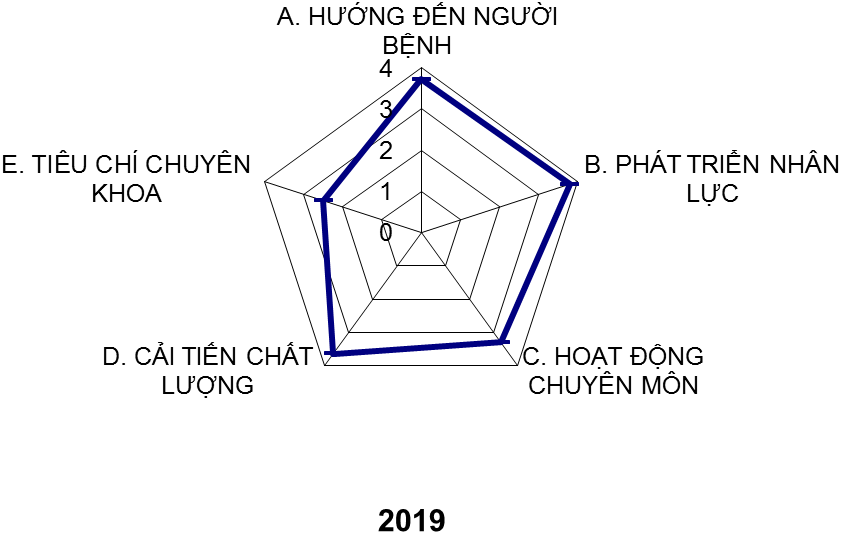 A. HƯỚNG ĐẾN NGƯỜI
BỆNH
4
3
2
1
0
E. TIÊU CHÍ CHUYÊN
KHOA
B. PHÁT TRIỂN NHÂN
LỰC
D. CẢI TIẾN CHẤT
LƯỢNG
C. HOẠT ĐỘNG
CHUYÊN MÔN
2019